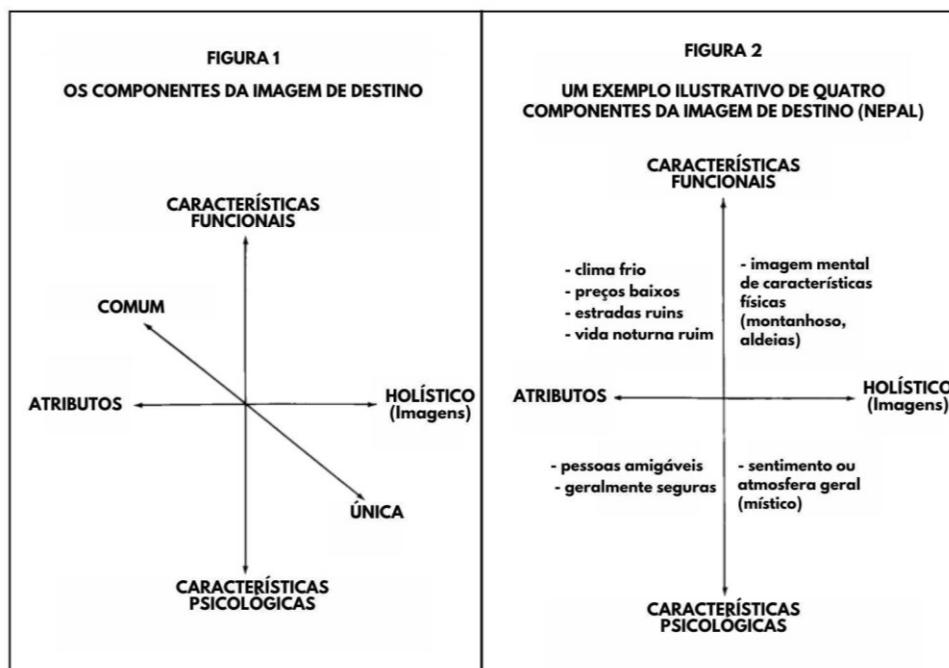 FIGURA 1
OS COMPONENTES DA IMAGEM DE DESTINO
CARACTERÍSTICAS
FUNCIONAIS
COMUM
ATRIBUTOS
HOLÍSTICO
(Imagens)
ÚNICA
CARACTERÍSTICAS
PSICOLÓGICAS
FIGURA 2
UM EXEMPLO ILUSTRATIVO DE QUATRO
COMPONENTES DA IMAGEM DE DESTINO (NEPAL)
CARACTERÍSTICAS
FUNCIONAIS
- clima frio
- preços baixos
- estradas ruins
- vida noturna ruim
- imagem mental
de características
físicas
(montanhoso,
aldeias)
ATRIBUTOS
HOLÍSTICO
(Imagens)
- pessoas amigáveis
- geralmente seguras
- sentimento ou
atmosfera geral
(místico)
CARACTERÍSTICAS
PSICOLÓGICAS